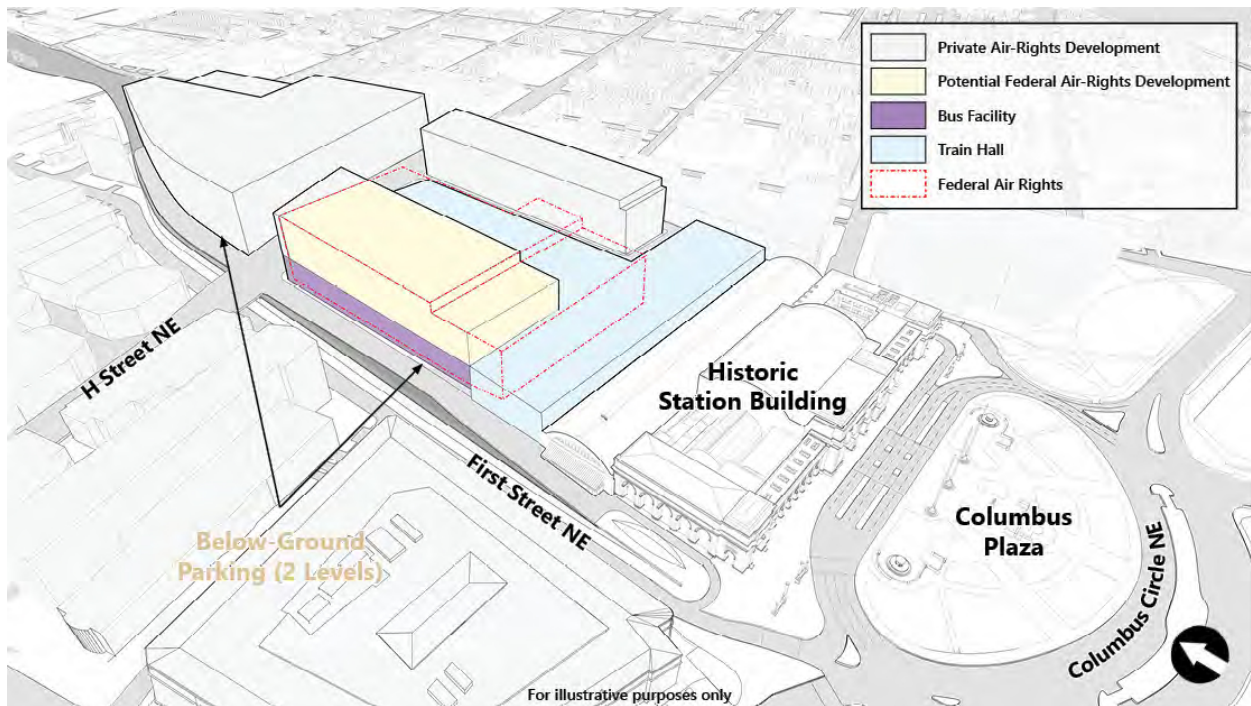 Private Air-Rights Development
Potential Federal Air-Rights Development
Bus Facility
Train Hall
Federal Air Rights
H Street NE
Historic
Station Building
First Street NE
Columbus
Plaza
Below-Ground
Parking (2 Levels)
Columbus Circle NE
For illustrative purposes only